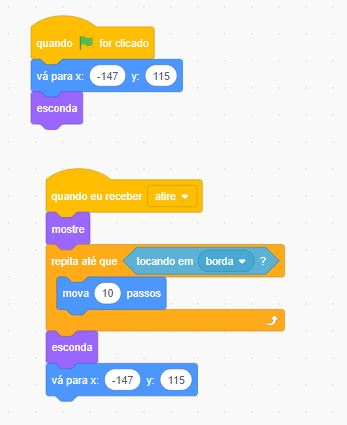 quando for clicado
vá para x: -147 y: 115
esconda
quando eu receber atire
mostre
repita até que tocando em borda ?
mova 10 passos
esconda
vá para x: -147 y: 115